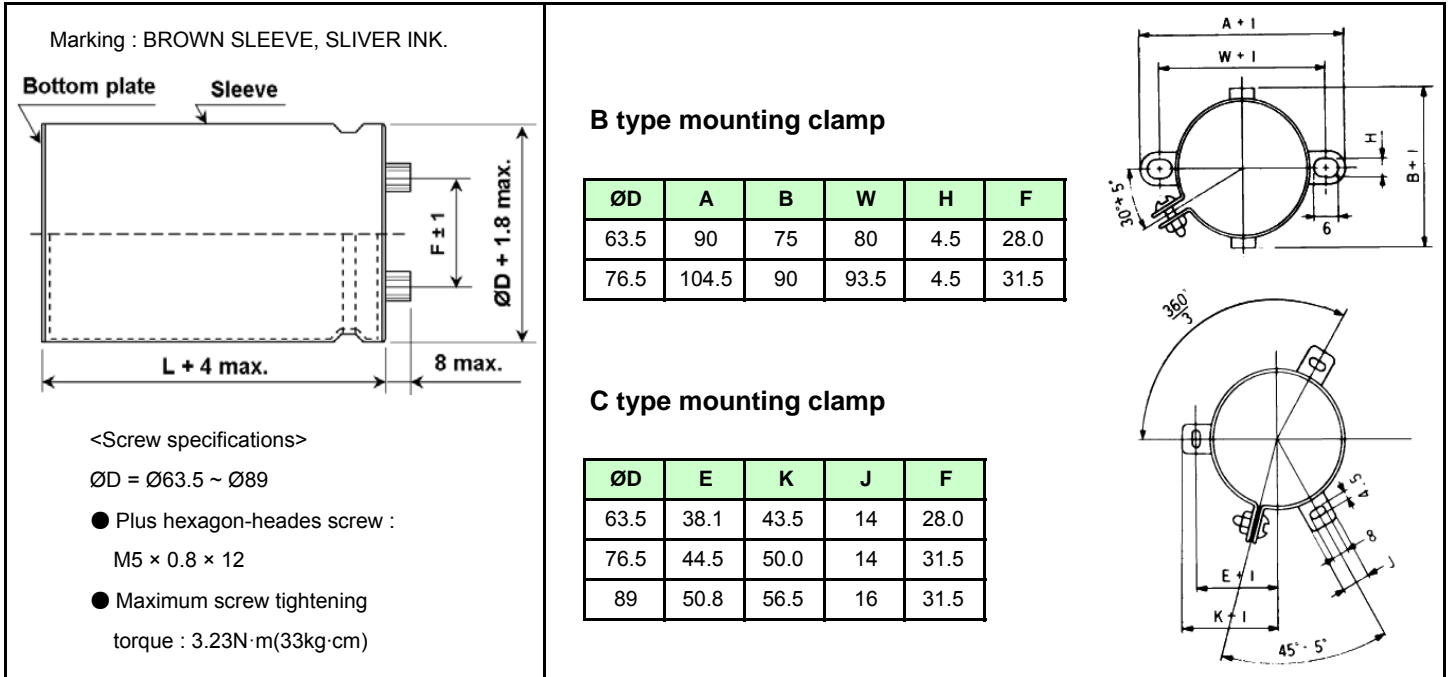 Marking : BROWN SLEEVE, SLIVER INK.
Bottom plate
Sleeve
F ± 1
ØD + 1.8 max.
L + 4 max.
8 max.
<Screw specifications>
ØD = Ø63.5 ~ Ø89
● Plus hexagon-heades screw :
M5 × 0.8 × 12
● Maximum screw tightening
torque : 3.23N·m(33kg·cm)
B type mounting clamp
ØD A B W H F
63.5 90 75 80 4.5 28.0
76.5 104.5 90 93.5 4.5 31.5
A + I
W + I
H
B + I
30° + 5°
6
C type mounting clamp
ØD E K J F
63.5 38.1 43.5 14 28.0
76.5 44.5 50.0 14 31.5
89 50.8 56.5 16 31.5
360°
3
4.5
8
J
E + I
K + I
45° - 5°